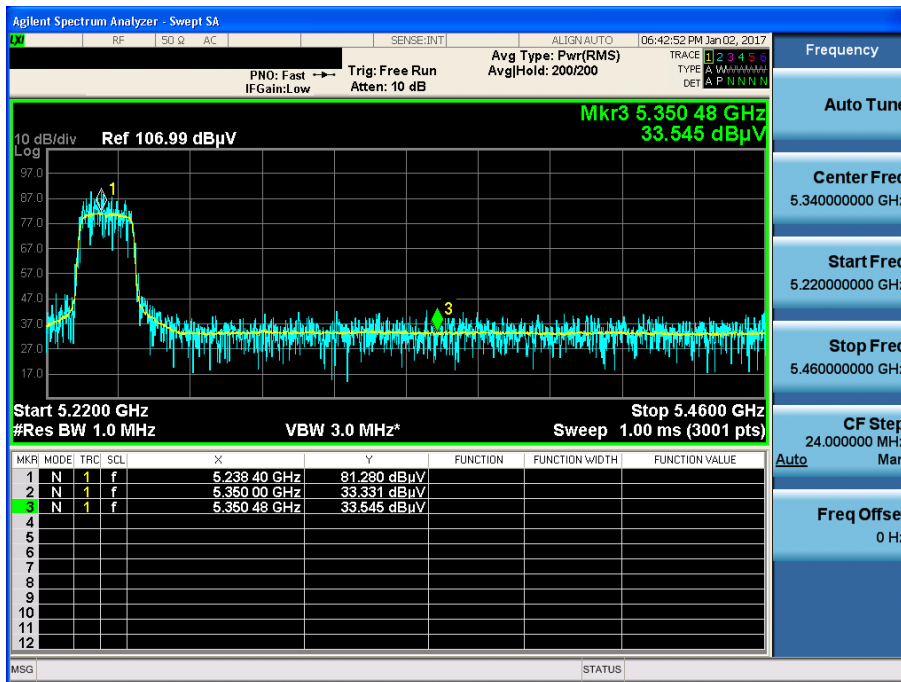 Agilent Spectrum Analyzer - Swept SA
LXI RF 50 Ω AC SENSE:INT ALIGN AUTO 06:42:52 PM Jan 02, 2017
PNO: Fast Trig: Free Run Avg Type: Pwr(RMS) TRACE 1 2 3 4 5 6
IFGain:Low Atten: 10 dB Avg|Hold: 200/200 TYPE A W
DET A P N N N N
Mkr3 5.350 48 GHz
33.545 dBµV
10 dB/div Ref 106.99 dBµV
Log
97.0
1
87.0
77.0
67.0
57.0
47.0
3
37.0
27.0
17.0
Start 5.2200 GHz Stop 5.4600 GHz
#Res BW 1.0 MHz VBW 3.0 MHz* Sweep 1.00 ms (3001 pts)
MKR MODE TRC SCL X Y FUNCTION FUNCTION WIDTH FUNCTION VALUE
1 N 1 f 5.238 40 GHz 81.280 dBµV
2 N 1 f 5.350 00 GHz 33.331 dBµV
3 N 1 f 5.350 48 GHz 33.545 dBµV
4
5
6
7
8
9
10
11
12
MSG STATUS
Frequency
Auto Tune
Center Freq
5.340000000 GHz
Start Freq
5.220000000 GHz
Stop Freq
5.460000000 GHz
CF Step
24.000000 MHz
Auto Man
Freq Offset
0 Hz